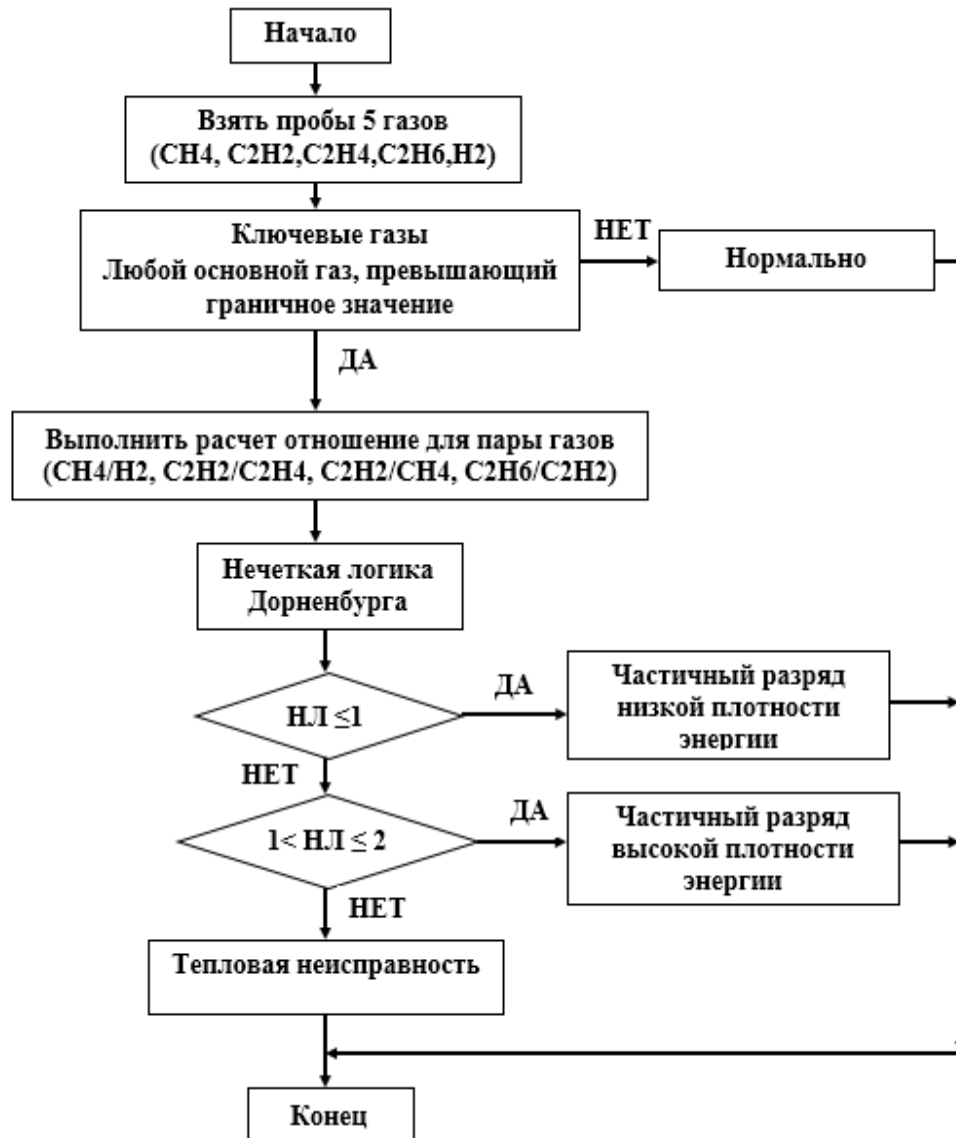 Начало
Взять пробы 5 газов
(CH4, C2H2,C2H4,C2H6,H2)
Ключевые газы
Любой основной газ, превышающий
граничное значение
НЕТ
Нормально
ДА
Выполнить расчет отношение для пары газов
(CH4/H2, C2H2/C2H4, C2H2/CH4, C2H6/C2H2)
Нечеткая логика
Дорненбурга
НЛ ≤1
ДА
Частичный разряд
низкой плотности
энергии
НЕТ
1< НЛ ≤ 2
ДА
Частичный разряд
высокой плотности
энергии
НЕТ
Тепловая неисправность
Конец